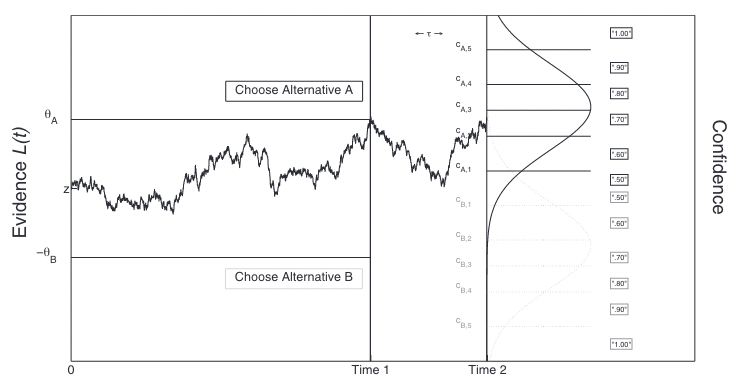 Evidence L(t)
θA
z
−θB
Choose Alternative A
Choose Alternative B
0
Time 1
Time 2
← τ →
cA,5
cA,4
cA,3
cA,1
cB,1
cB,2
cB,3
cB,4
cB,5
"1.00"
".90"
".80"
".70"
".60"
".50"
".50"
".60"
".70"
".80"
".90"
"1.00"
Confidence